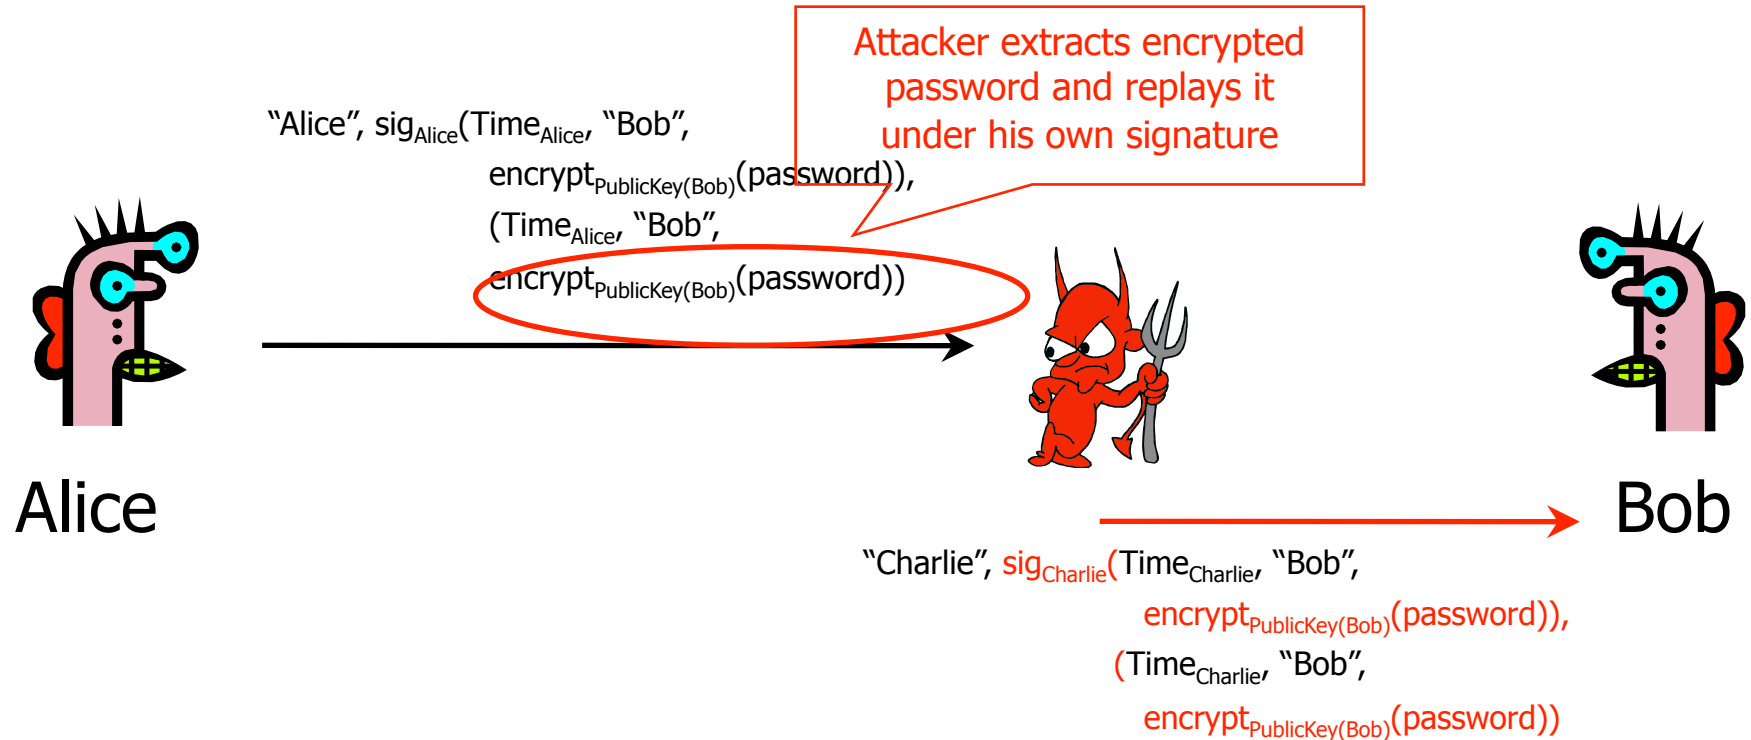 Attacker extracts encrypted
password and replays it
under his own signature
“Alice”, sigAlice(TimeAlice, “Bob”,
encryptPublicKey(Bob)(password)),
(TimeAlice, “Bob”,
encryptPublicKey(Bob)(password))
Alice
Bob
“Charlie”, sigCharlie(TimeCharlie, “Bob”,
encryptPublicKey(Bob)(password)),
(TimeCharlie, “Bob”,
encryptPublicKey(Bob)(password))